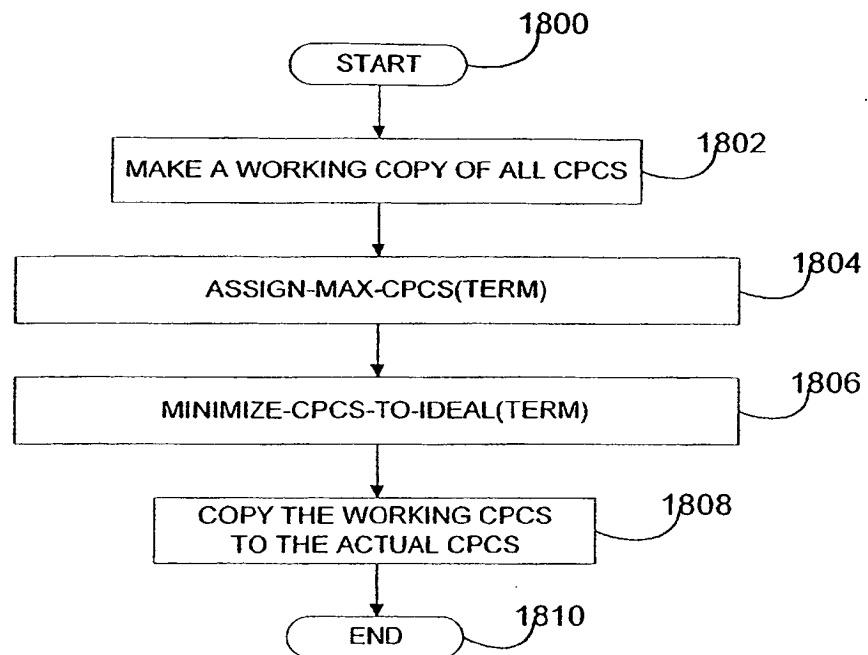 1800
START
1802
MAKE A WORKING COPY OF ALL CPCS
1804
ASSIGN-MAX-CPCS(TERM)
1806
MINIMIZE-CPCS-TO-IDEAL(TERM)
1808
COPY THE WORKING CPCS
TO THE ACTUAL CPCS
1810
END